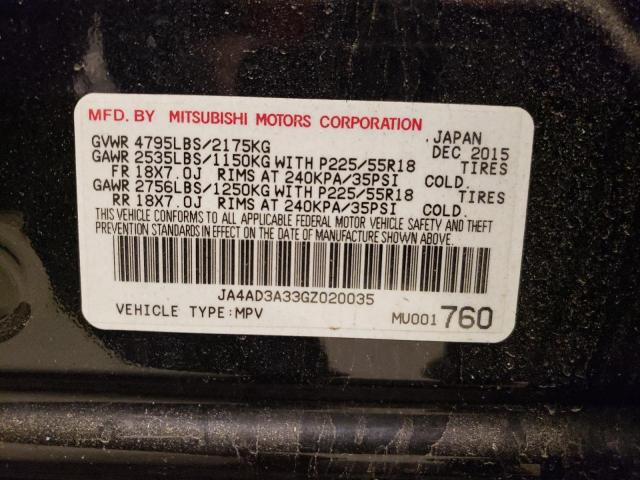 MFD. BY MITSUBISHI MOTORS CORPORATION
GVWR 4795LBS/2175KG JAPAN DEC 2015
GAWR 2535LBS/1150KG WITH P225/55R18 TIRES
FR 18X7.0J RIMS AT 240KPA/35PSI COLD.
GAWR 2756LBS/1250KG WITH P225/55R18 TIRES
RR 18X7.0J RIMS AT 240KPA/35PSI COLD.
THIS VEHICLE CONFORMS TO ALL APPLICABLE FEDERAL MOTOR VEHICLE SAFETY AND THEFT
PREVENTION STANDARDS IN EFFECT ON THE DATE OF MANUFACTURE SHOWN ABOVE.
JA4AD3A33GZ020035
VEHICLE TYPE:MPV MU001 760